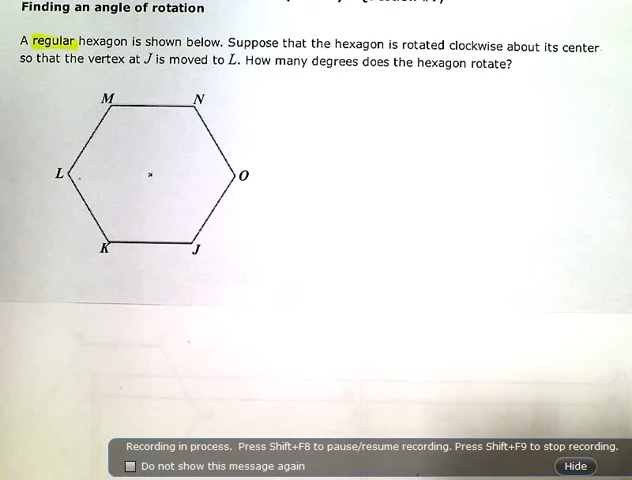 Finding an angle of rotation
A regular hexagon is shown below. Suppose that the hexagon is rotated clockwise about its center
so that the vertex at J is moved to L. How many degrees does the hexagon rotate?
M
N
L
O
K
J
Recording in process. Press Shift+F8 to pause/resume recording. Press Shift+F9 to stop recording.
Do not show this message again
Hide